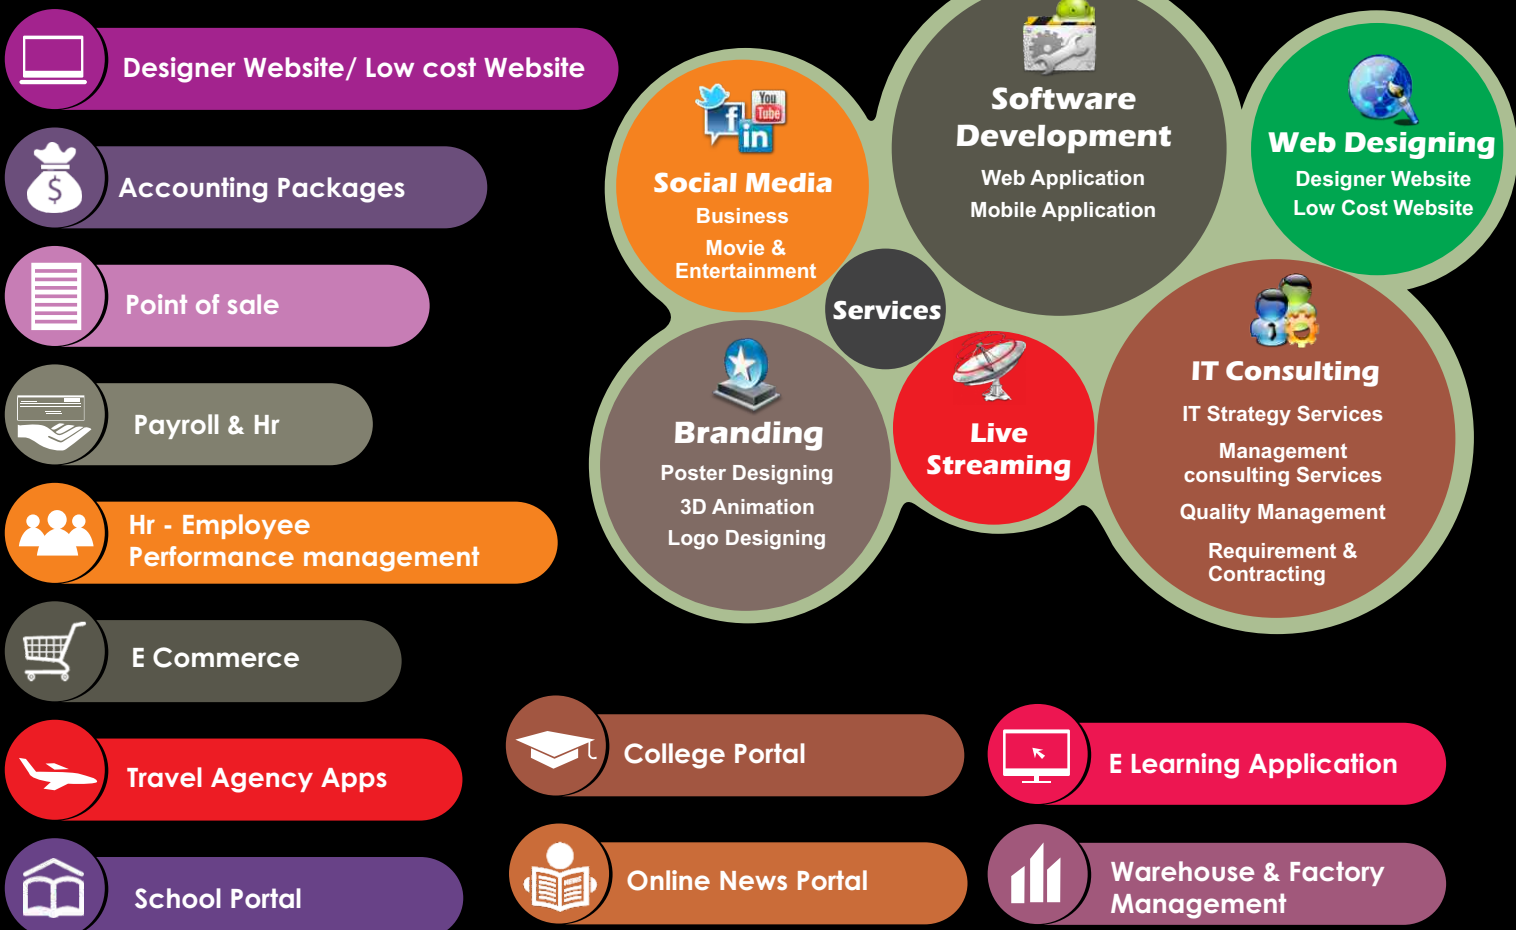 Designer Website/ Low cost Website
Accounting Packages
Point of sale
Payroll & Hr
Hr - Employee
Performance management
E Commerce
Travel Agency Apps
School Portal
You
Tube
f
in
Social Media
Business
Movie &
Entertainment
Software
Development
Web Application
Mobile Application
Web Designing
Designer Website
Low Cost Website
Services
Branding
Poster Designing
3D Animation
Logo Designing
Live
Streaming
IT Consulting
IT Strategy Services
Management
consulting Services
Quality Management
Requirement &
Contracting
College Portal
Online News Portal
E Learning Application
Warehouse & Factory
Management